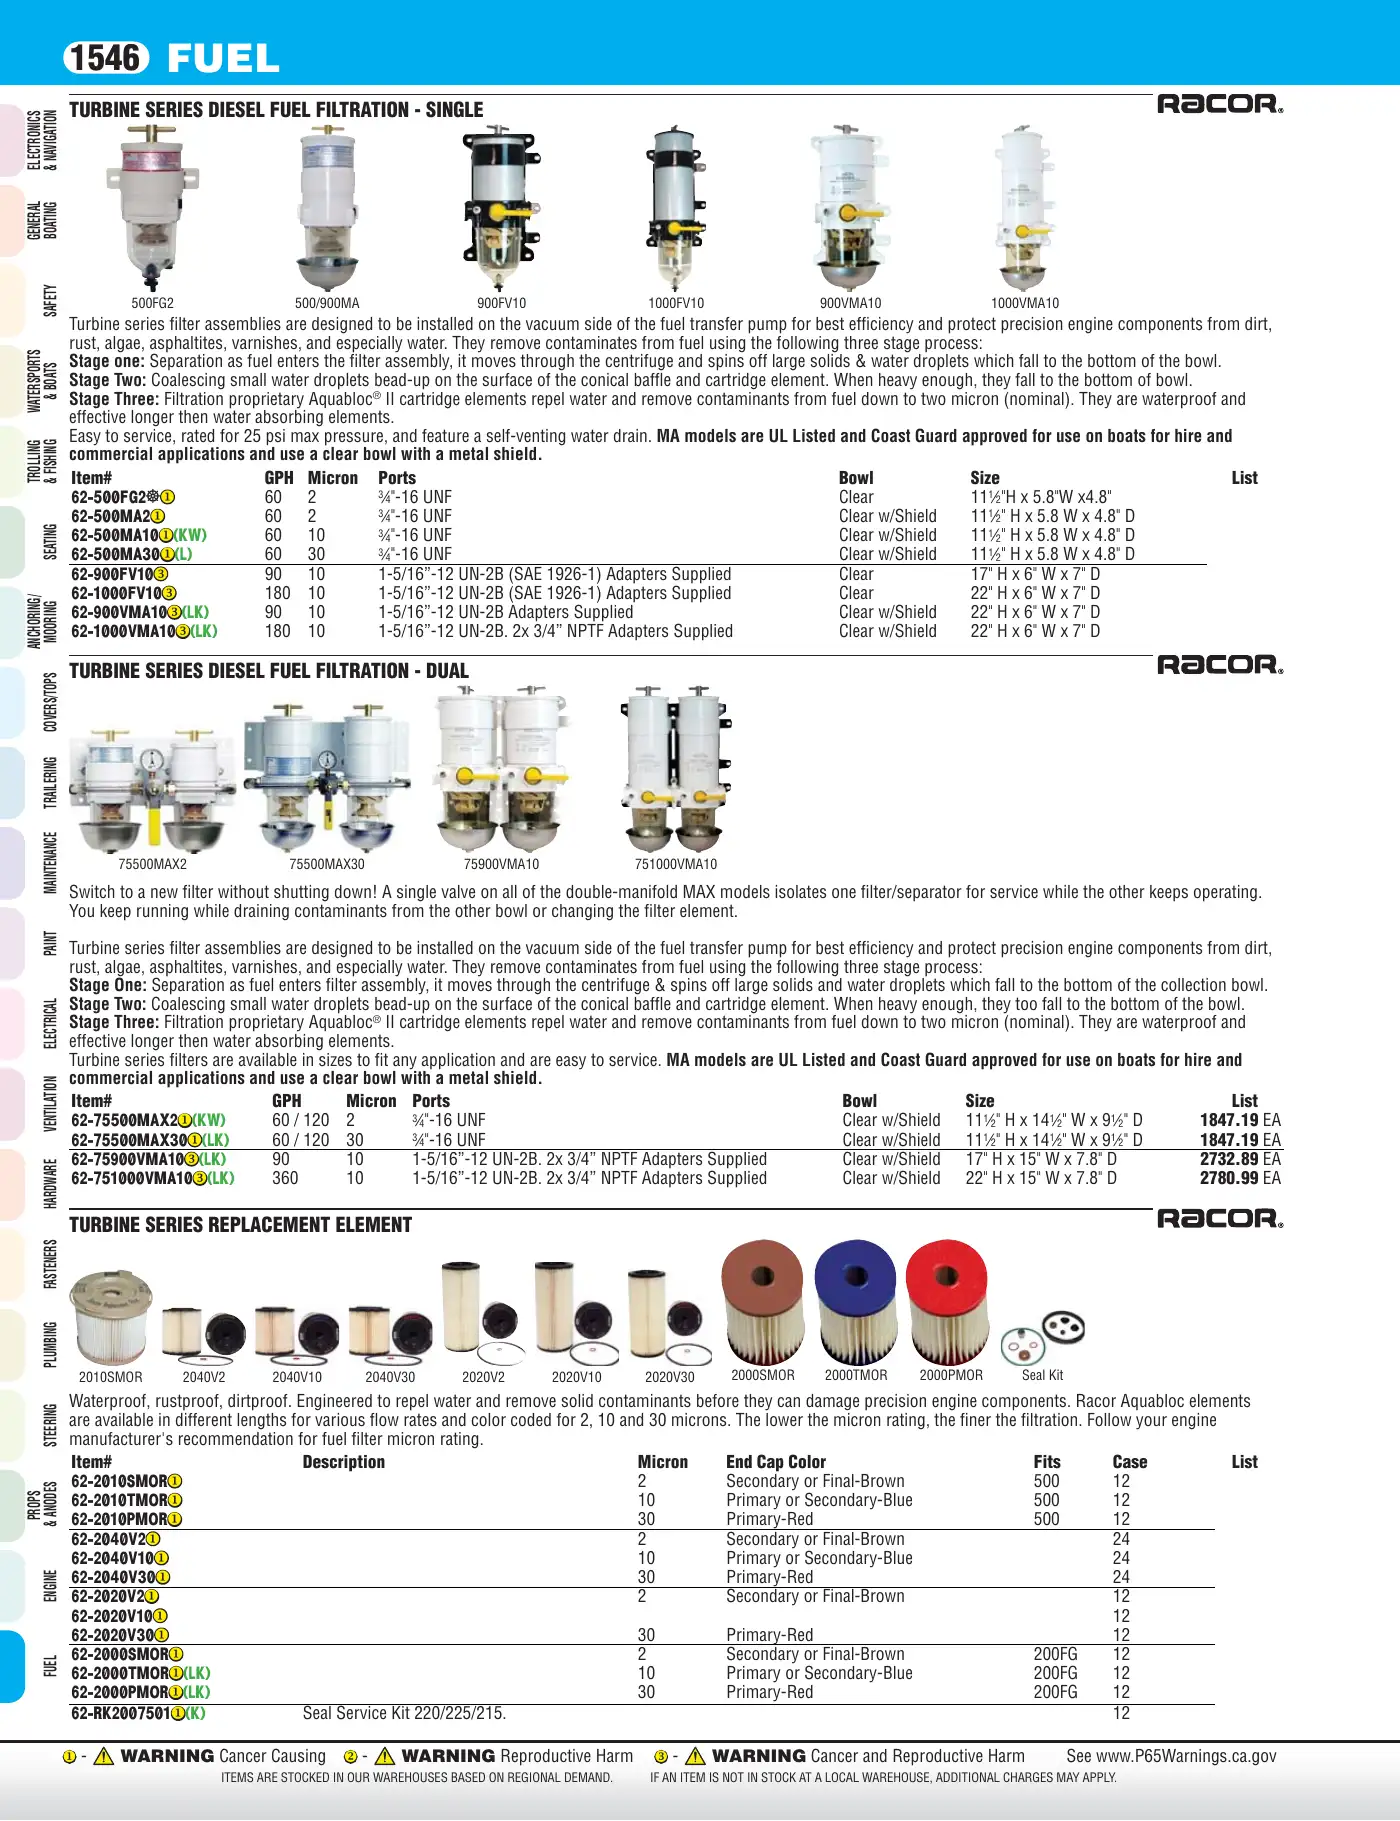 1546 FUEL
ELECTRONICS & NAVIGATION
GENERAL BOATING
SAFETY
WATERSPORTS & BOATS
TROLLING & FISHING
SEATING
ANCHORING/ MOORING
COVERS/TOPS
TRAILERING
MAINTENANCE
PAINT
ELECTRICAL
VENTILATION
HARDWARE
FASTENERS
PLUMBING
STEERING
PROPS & ANODES
ENGINE
FUEL
TURBINE SERIES DIESEL FUEL FILTRATION - SINGLE RACOR®
500FG2 500/900MA 900FV10 1000FV10 900VMA10 1000VMA10
Turbine series filter assemblies are designed to be installed on the vacuum side of the fuel transfer pump for best efficiency and protect precision engine components from dirt,
rust, algae, asphaltites, varnishes, and especially water. They remove contaminates from fuel using the following three stage process:
Stage one: Separation as fuel enters the filter assembly, it moves through the centrifuge and spins off large solids & water droplets which fall to the bottom of the bowl.
Stage Two: Coalescing small water droplets bead-up on the surface of the conical baffle and cartridge element. When heavy enough, they fall to the bottom of bowl.
Stage Three: Filtration proprietary Aquabloc® II cartridge elements repel water and remove contaminants from fuel down to two micron (nominal). They are waterproof and
effective longer then water absorbing elements.
Easy to service, rated for 25 psi max pressure, and feature a self-venting water drain. MA models are UL Listed and Coast Guard approved for use on boats for hire and
commercial applications and use a clear bowl with a metal shield.
Item# GPH Micron Ports Bowl Size List
62-500FG2☸① 60 2 ¾"-16 UNF Clear 11½"H x 5.8"W x4.8"
62-500MA2① 60 2 ¾"-16 UNF Clear w/Shield 11½" H x 5.8 W x 4.8" D
62-500MA10①(KW) 60 10 ¾"-16 UNF Clear w/Shield 11½" H x 5.8 W x 4.8" D
62-500MA30①(L) 60 30 ¾"-16 UNF Clear w/Shield 11½" H x 5.8 W x 4.8" D
62-900FV10③ 90 10 1-5/16”-12 UN-2B (SAE 1926-1) Adapters Supplied Clear 17" H x 6" W x 7" D
62-1000FV10③ 180 10 1-5/16”-12 UN-2B (SAE 1926-1) Adapters Supplied Clear 22" H x 6" W x 7" D
62-900VMA10③(LK) 90 10 1-5/16”-12 UN-2B Adapters Supplied Clear w/Shield 22" H x 6" W x 7" D
62-1000VMA10③(LK) 180 10 1-5/16”-12 UN-2B. 2x 3/4” NPTF Adapters Supplied Clear w/Shield 22" H x 6" W x 7" D
TURBINE SERIES DIESEL FUEL FILTRATION - DUAL RACOR®
75500MAX2 75500MAX30 75900VMA10 751000VMA10
Switch to a new filter without shutting down! A single valve on all of the double-manifold MAX models isolates one filter/separator for service while the other keeps operating.
You keep running while draining contaminants from the other bowl or changing the filter element.
Turbine series filter assemblies are designed to be installed on the vacuum side of the fuel transfer pump for best efficiency and protect precision engine components from dirt,
rust, algae, asphaltites, varnishes, and especially water. They remove contaminates from fuel using the following three stage process:
Stage One: Separation as fuel enters filter assembly, it moves through the centrifuge & spins off large solids and water droplets which fall to the bottom of the collection bowl.
Stage Two: Coalescing small water droplets bead-up on the surface of the conical baffle and cartridge element. When heavy enough, they too fall to the bottom of the bowl.
Stage Three: Filtration proprietary Aquabloc® II cartridge elements repel water and remove contaminants from fuel down to two micron (nominal). They are waterproof and
effective longer then water absorbing elements.
Turbine series filters are available in sizes to fit any application and are easy to service. MA models are UL Listed and Coast Guard approved for use on boats for hire and
commercial applications and use a clear bowl with a metal shield.
Item# GPH Micron Ports Bowl Size List
62-75500MAX2①(KW) 60 / 120 2 ¾"-16 UNF Clear w/Shield 11½" H x 14½" W x 9½" D 1847.19 EA
62-75500MAX30①(LK) 60 / 120 30 ¾"-16 UNF Clear w/Shield 11½" H x 14½" W x 9½" D 1847.19 EA
62-75900VMA10③(LK) 90 10 1-5/16”-12 UN-2B. 2x 3/4” NPTF Adapters Supplied Clear w/Shield 17" H x 15" W x 7.8" D 2732.89 EA
62-751000VMA10③(LK) 360 10 1-5/16”-12 UN-2B. 2x 3/4” NPTF Adapters Supplied Clear w/Shield 22" H x 15" W x 7.8" D 2780.99 EA
TURBINE SERIES REPLACEMENT ELEMENT RACOR®
2010SMOR 2040V2 2040V10 2040V30 2020V2 2020V10 2020V30 2000SMOR 2000TMOR 2000PMOR Seal Kit
Waterproof, rustproof, dirtproof. Engineered to repel water and remove solid contaminants before they can damage precision engine components. Racor Aquabloc elements
are available in different lengths for various flow rates and color coded for 2, 10 and 30 microns. The lower the micron rating, the finer the filtration. Follow your engine
manufacturer's recommendation for fuel filter micron rating.
Item# Description Micron End Cap Color Fits Case List
62-2010SMOR① 2 Secondary or Final-Brown 500 12
62-2010TMOR① 10 Primary or Secondary-Blue 500 12
62-2010PMOR① 30 Primary-Red 500 12
62-2040V2① 2 Secondary or Final-Brown 24
62-2040V10① 10 Primary or Secondary-Blue 24
62-2040V30① 30 Primary-Red 24
62-2020V2① 2 Secondary or Final-Brown 12
62-2020V10① 12
62-2020V30① 30 Primary-Red 12
62-2000SMOR① 2 Secondary or Final-Brown 200FG 12
62-2000TMOR①(LK) 10 Primary or Secondary-Blue 200FG 12
62-2000PMOR①(LK) 30 Primary-Red 200FG 12
62-RK2007501①(K) Seal Service Kit 220/225/215. 12
① - ⚠ WARNING Cancer Causing ② - ⚠ WARNING Reproductive Harm ③ - ⚠ WARNING Cancer and Reproductive Harm See www.P65Warnings.ca.gov
ITEMS ARE STOCKED IN OUR WAREHOUSES BASED ON REGIONAL DEMAND. IF AN ITEM IS NOT IN STOCK AT A LOCAL WAREHOUSE, ADDITIONAL CHARGES MAY APPLY.